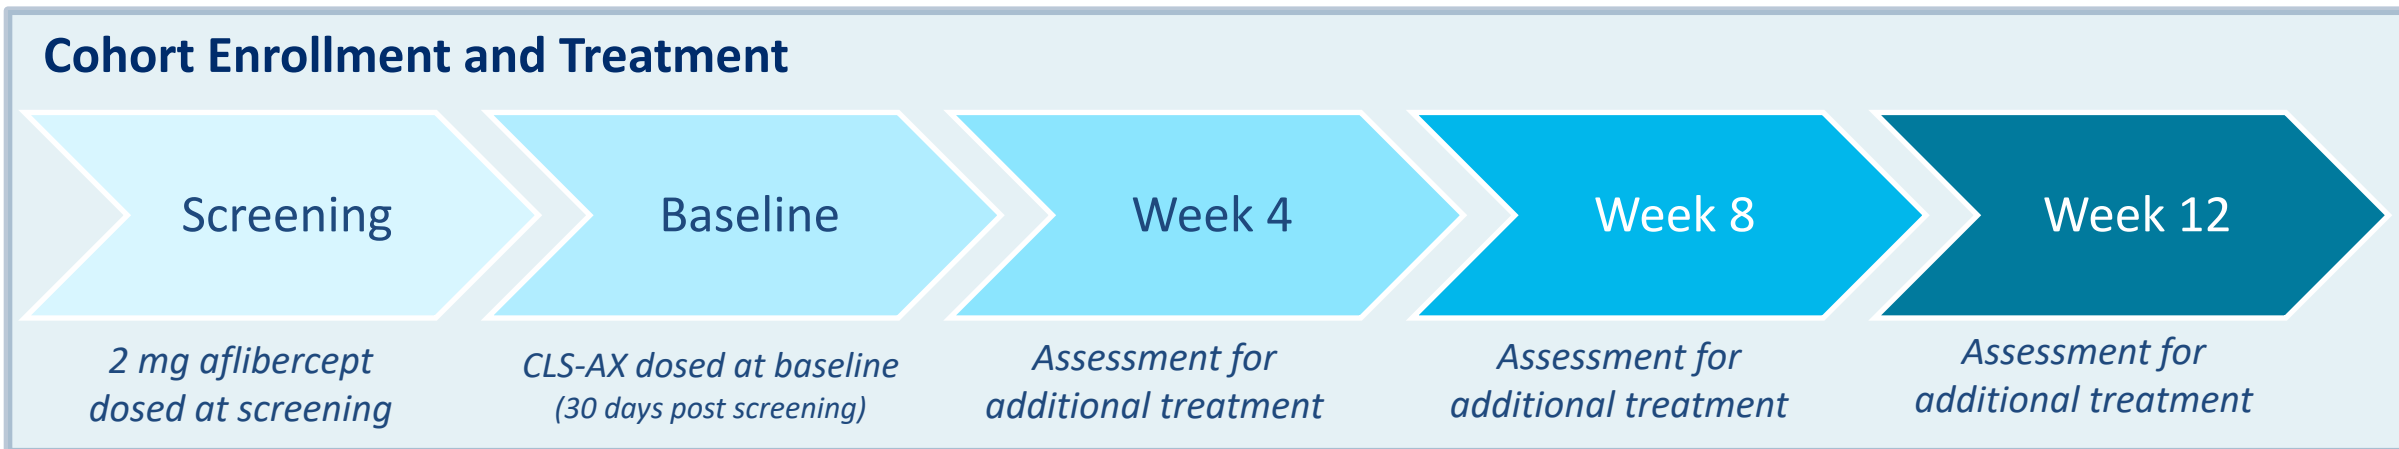 Cohort Enrollment and Treatment
Screening
Baseline
Week 4
Week 8
Week 12
2 mg aflibercept
dosed at screening
CLS-AX dosed at baseline
(30 days post screening)
Assessment for
additional treatment
Assessment for
additional treatment
Assessment for
additional treatment